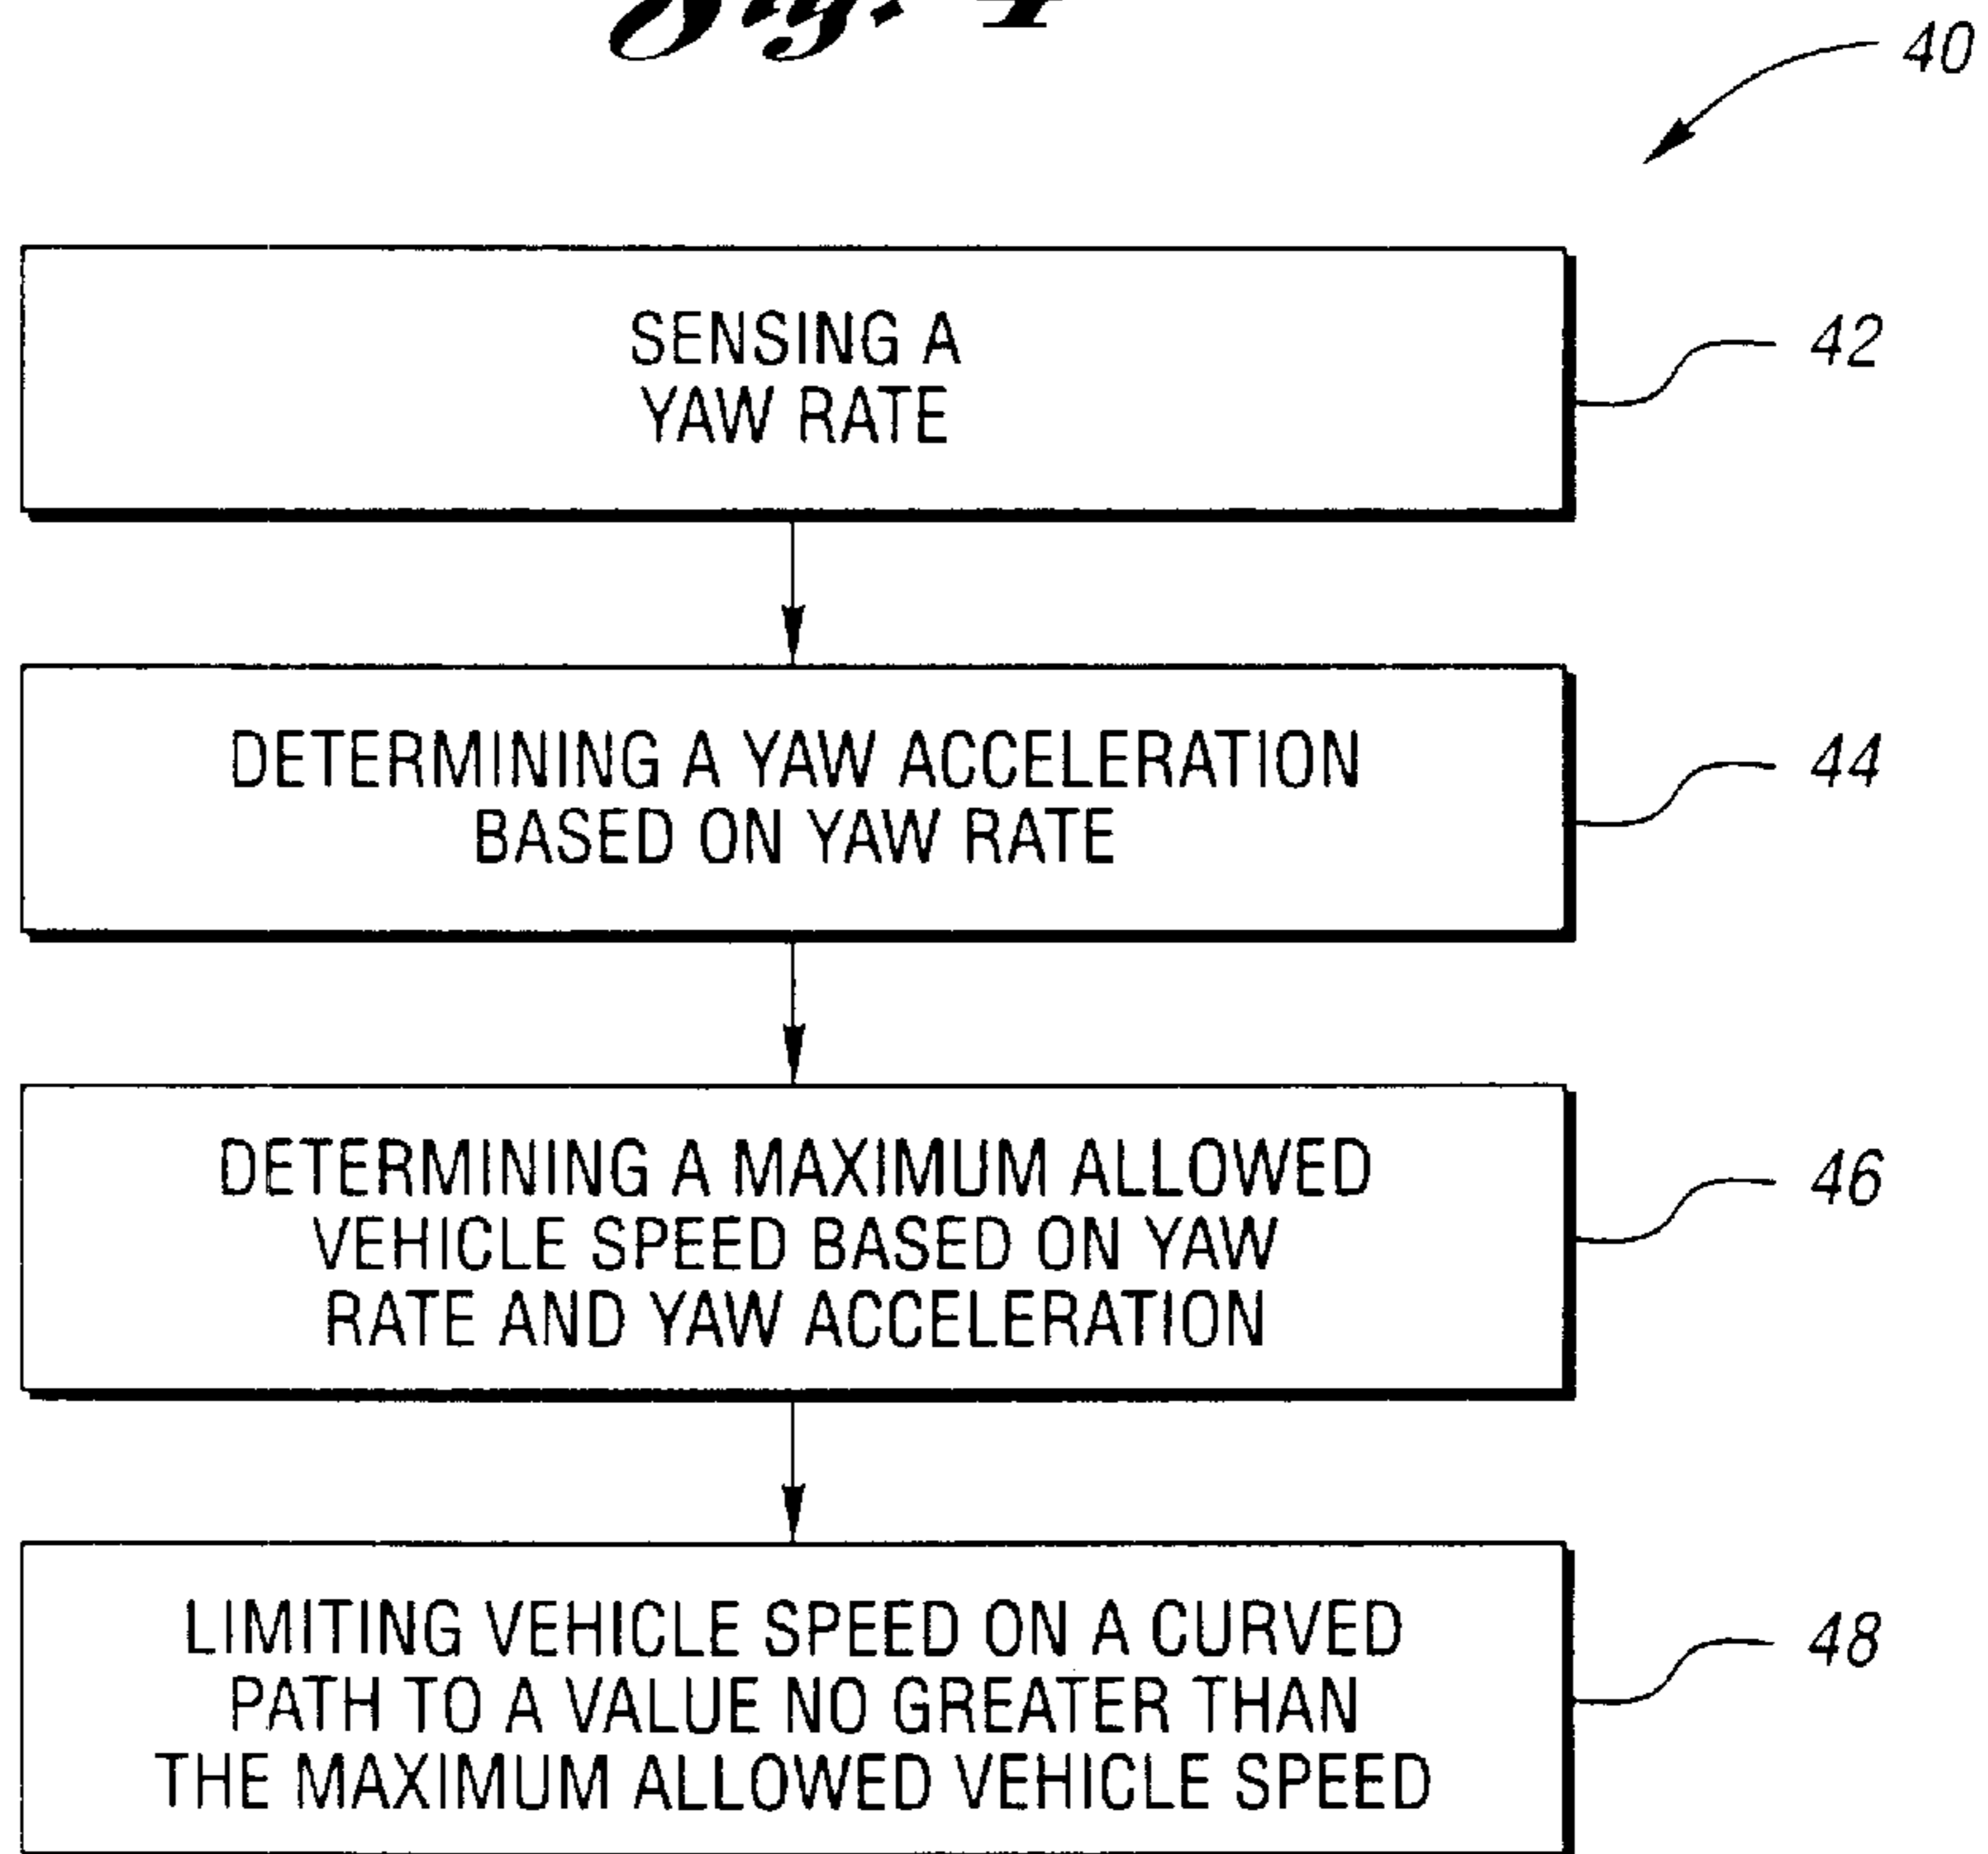 40
SENSING A
YAW RATE
42
DETERMINING A YAW ACCELERATION
BASED ON YAW RATE
44
DETERMINING A MAXIMUM ALLOWED
VEHICLE SPEED BASED ON YAW
RATE AND YAW ACCELERATION
46
LIMITING VEHICLE SPEED ON A CURVED
PATH TO A VALUE NO GREATER THAN
THE MAXIMUM ALLOWED VEHICLE SPEED
48